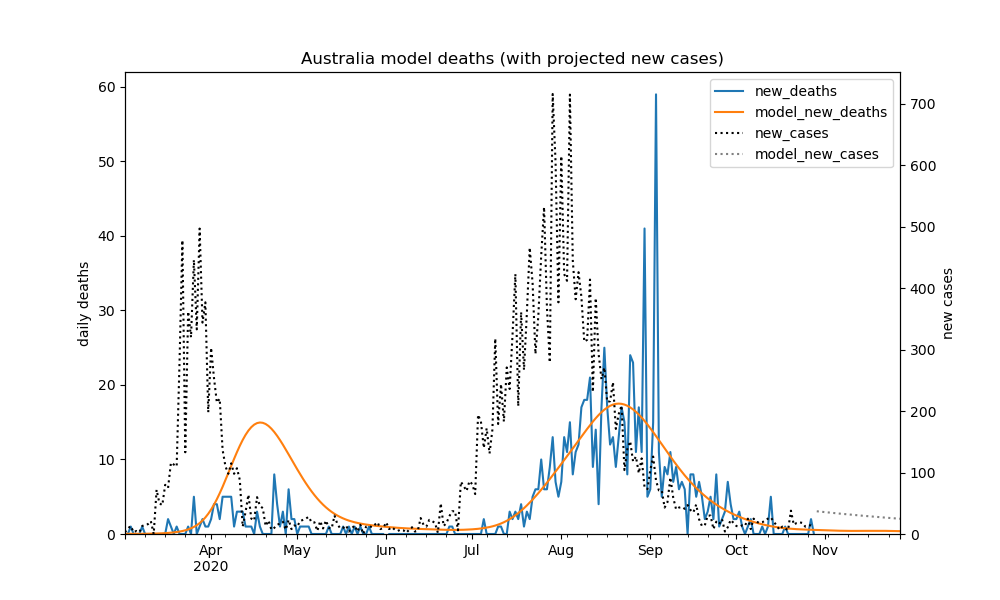 Australia model deaths (with projected new cases)
60
50
40
30
20
10
0
daily deaths
700
600
500
400
300
200
100
0
new cases
new_deaths
model_new_deaths
new_cases
model_new_cases
Apr May Jun Jul Aug Sep Oct Nov
2020